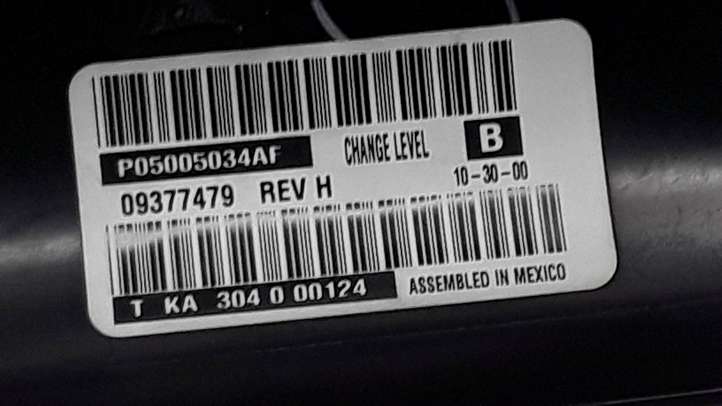 P05005034AF CHANGE LEVEL B
09377479 REV H 10-30-00
T KA 304 0 00124 ASSEMBLED IN MEXICO